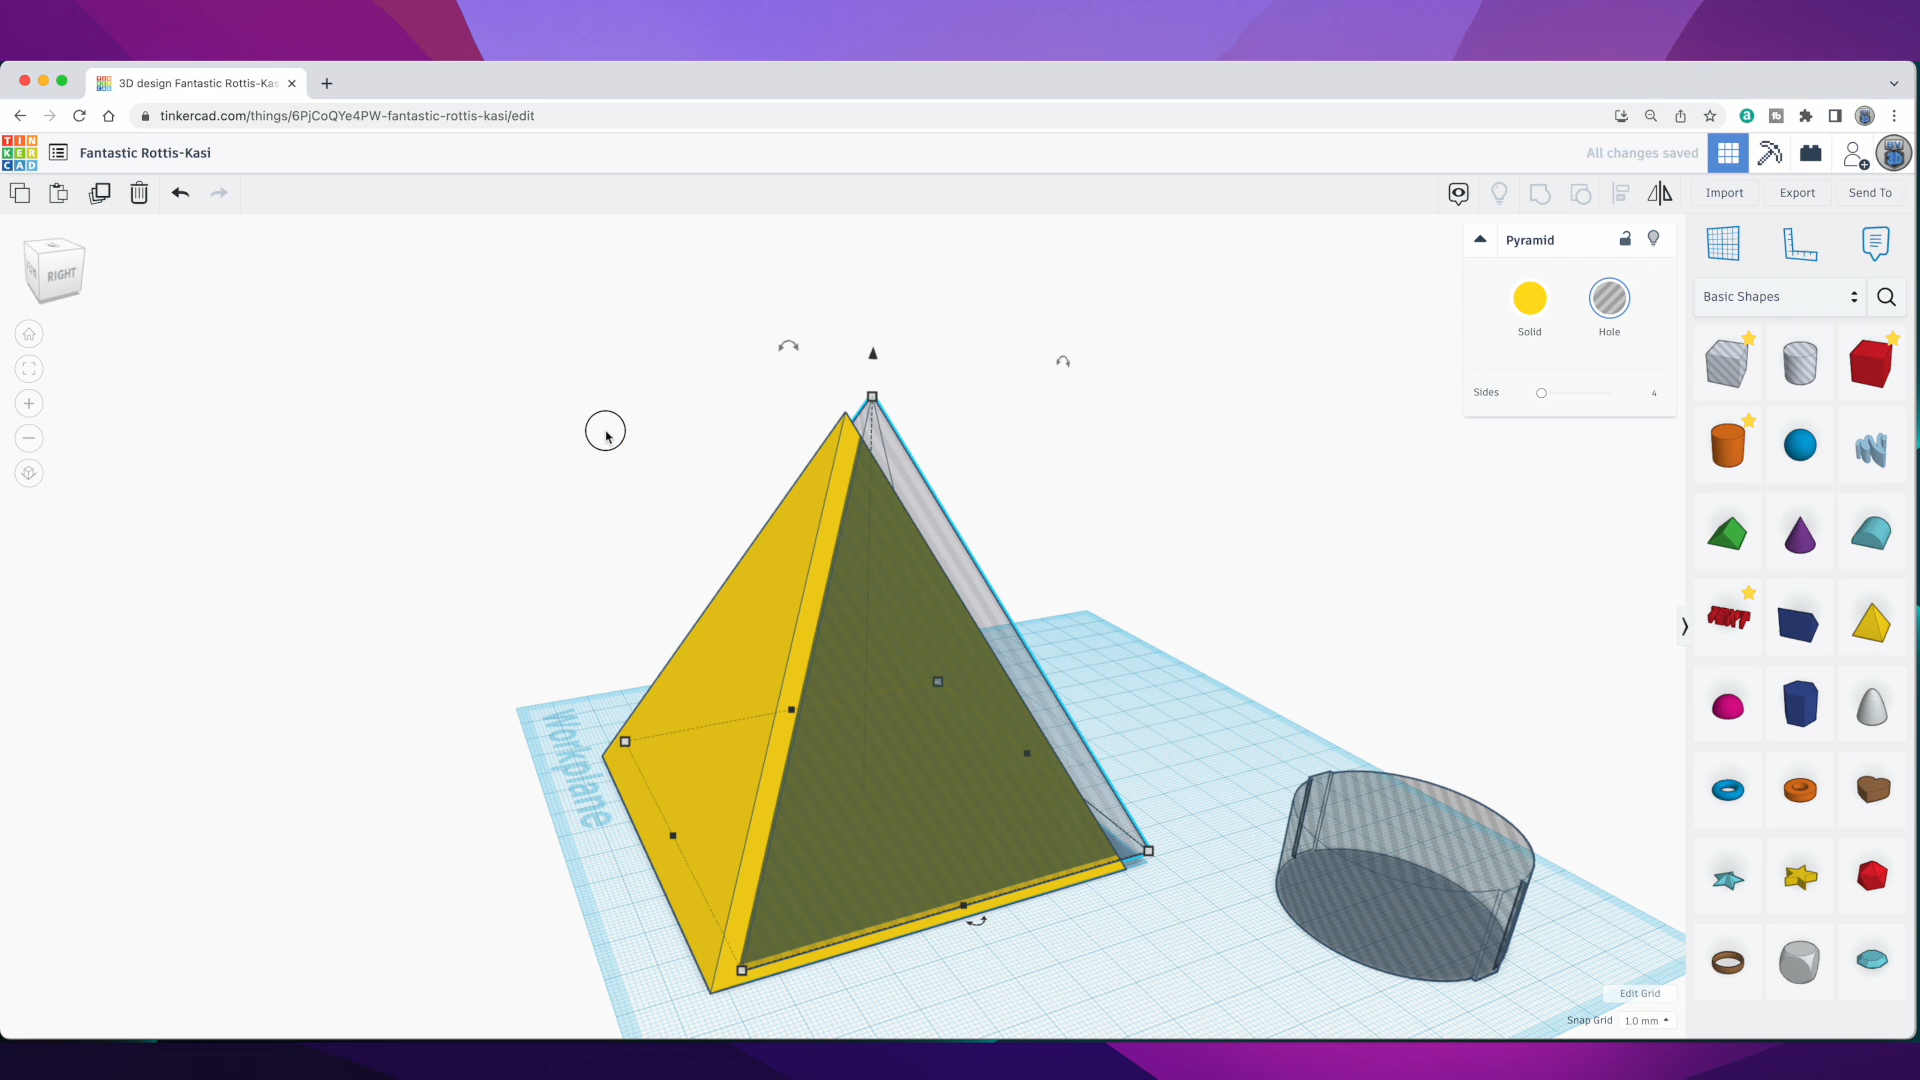 3D design Fantastic Rottis-Kas
tinkercad.com/things/6PjCoQYe4PW-fantastic-rottis-kasi/edit
TIN
KER
CAD
Fantastic Rottis-Kasi
All changes saved
Import
Export
Send To
RIGHT
Pyramid
Solid
Hole
Sides
4
Basic Shapes
TEXT
Workplane
Edit Grid
Snap Grid
1.0 mm